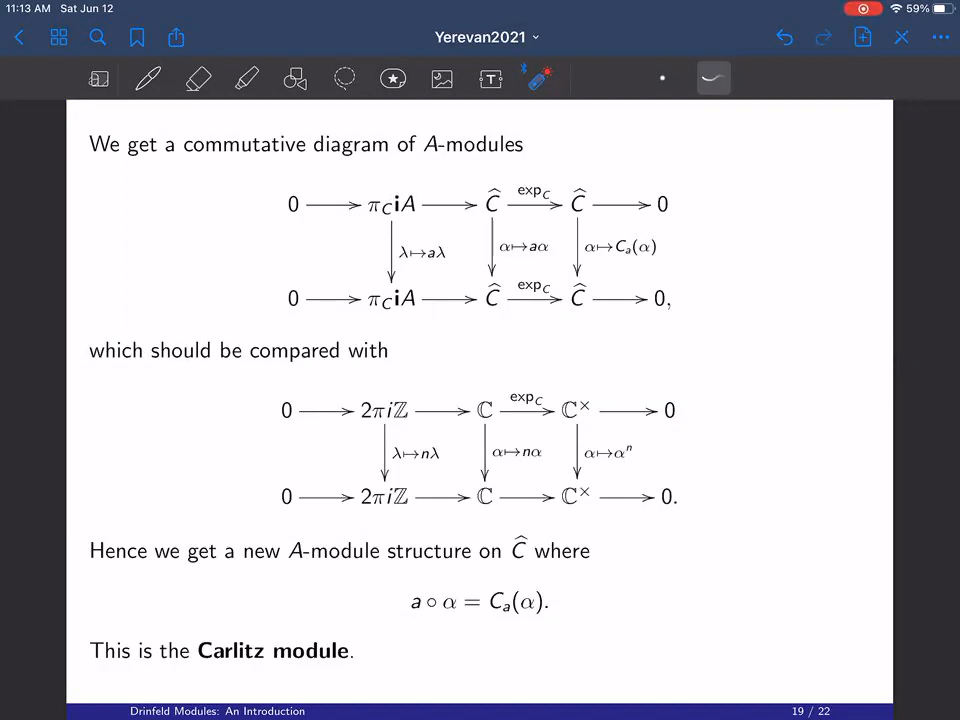 11:13 AM Sat Jun 12
59%
Yerevan2021
T
We get a commutative diagram of A-modules
0 → π_C iA → Ĉ → exp_C Ĉ → 0
λ↦aλ α↦aα α↦C_a(α)
0 → π_C iA → Ĉ → exp_C Ĉ → 0,
which should be compared with
0 → 2πiℤ → ℂ → exp_C ℂ× → 0
λ↦nλ α↦nα α↦αⁿ
0 → 2πiℤ → ℂ → ℂ× → 0.
Hence we get a new A-module structure on Ĉ where
a ∘ α = C_a(α).
This is the Carlitz module.
Drinfeld Modules: An Introduction
19 / 22